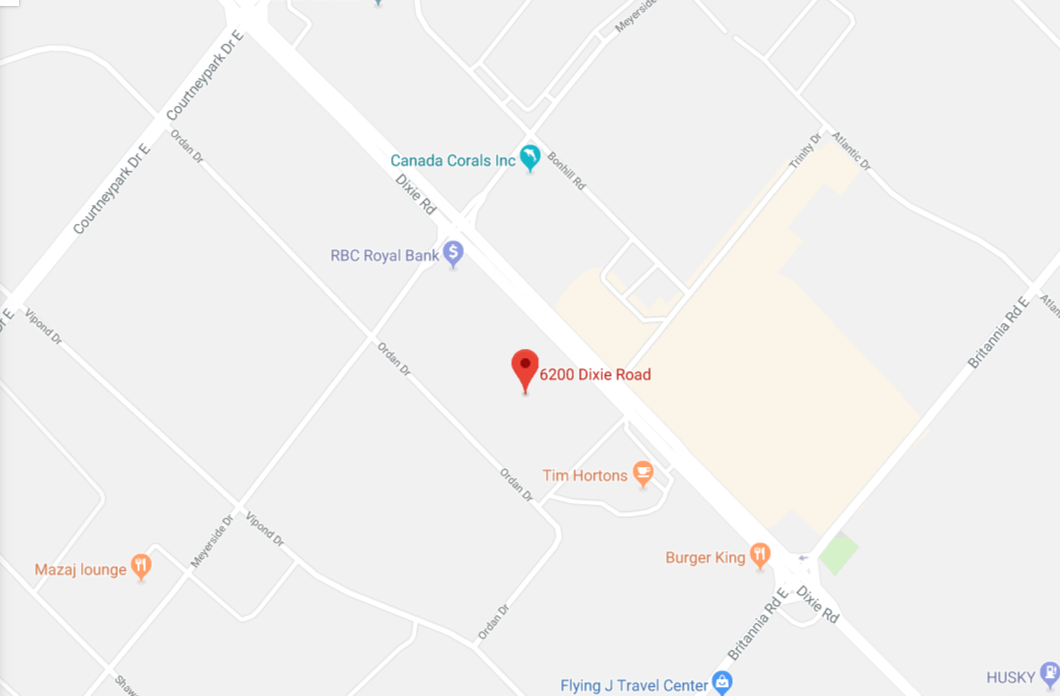 Meyerside
Courtneypark Dr E
Ordan Dr
Courtneypark Dr E
Canada Corals Inc
Bonhill Rd
Trinity Dr
Atlantic Dr
Dixie Rd
RBC Royal Bank
Dr E
Vipond Dr
Ordan Dr
6200 Dixie Road
Britannia Rd E
Atlantic
Ordan Dr
Tim Hortons
Meyerside Dr
Vipond Dr
Mazaj lounge
Burger King
Dixie Rd
Britannia Rd E
Ordan Dr
Flying J Travel Center
HUSKY
Shaw